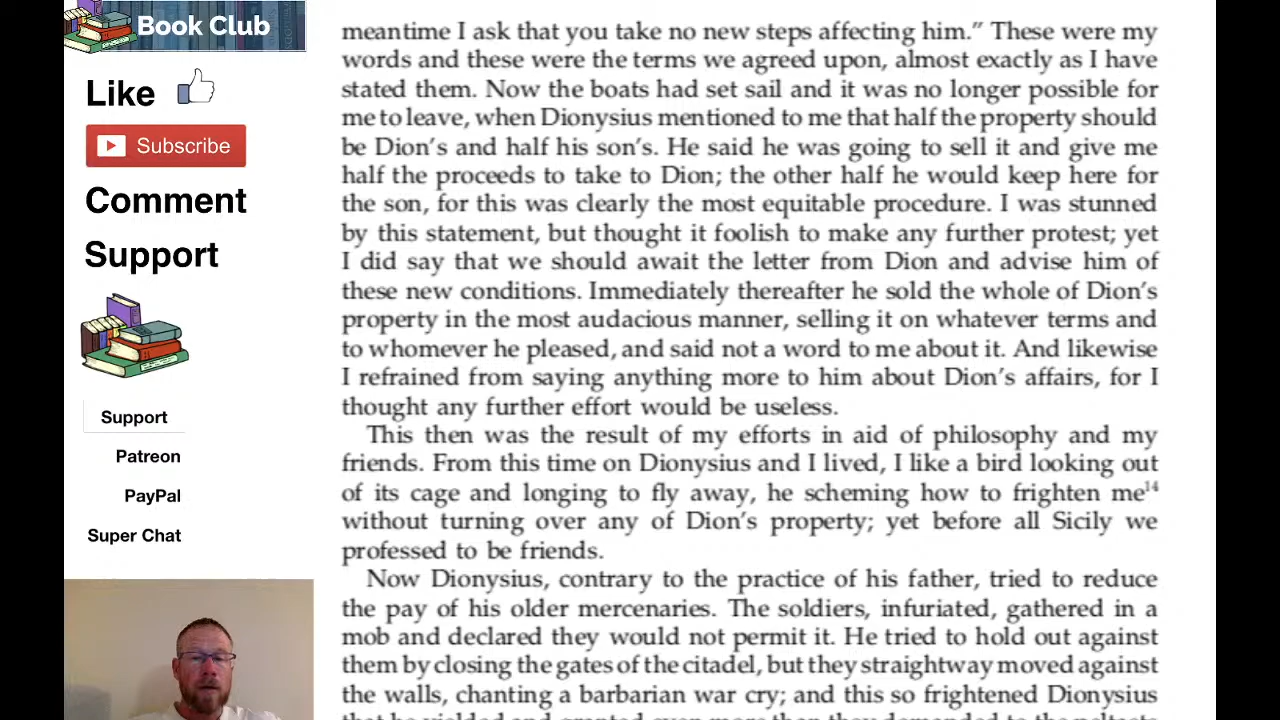 Book Club
Like
Subscribe
Comment
Support
Support
Patreon
PayPal
Super Chat
meantime I ask that you take no new steps affecting him.” These were my
words and these were the terms we agreed upon, almost exactly as I have
stated them. Now the boats had set sail and it was no longer possible for
me to leave, when Dionysius mentioned to me that half the property should
be Dion’s and half his son’s. He said he was going to sell it and give me
half the proceeds to take to Dion; the other half he would keep here for
the son, for this was clearly the most equitable procedure. I was stunned
by this statement, but thought it foolish to make any further protest; yet
I did say that we should await the letter from Dion and advise him of
these new conditions. Immediately thereafter he sold the whole of Dion’s
property in the most audacious manner, selling it on whatever terms and
to whomever he pleased, and said not a word to me about it. And likewise
I refrained from saying anything more to him about Dion’s affairs, for I
thought any further effort would be useless.
This then was the result of my efforts in aid of philosophy and my
friends. From this time on Dionysius and I lived, I like a bird looking out
of its cage and longing to fly away, he scheming how to frighten me¹⁴
without turning over any of Dion’s property; yet before all Sicily we
professed to be friends.
Now Dionysius, contrary to the practice of his father, tried to reduce
the pay of his older mercenaries. The soldiers, infuriated, gathered in a
mob and declared they would not permit it. He tried to hold out against
them by closing the gates of the citadel, but they straightway moved against
the walls, chanting a barbarian war cry; and this so frightened Dionysius